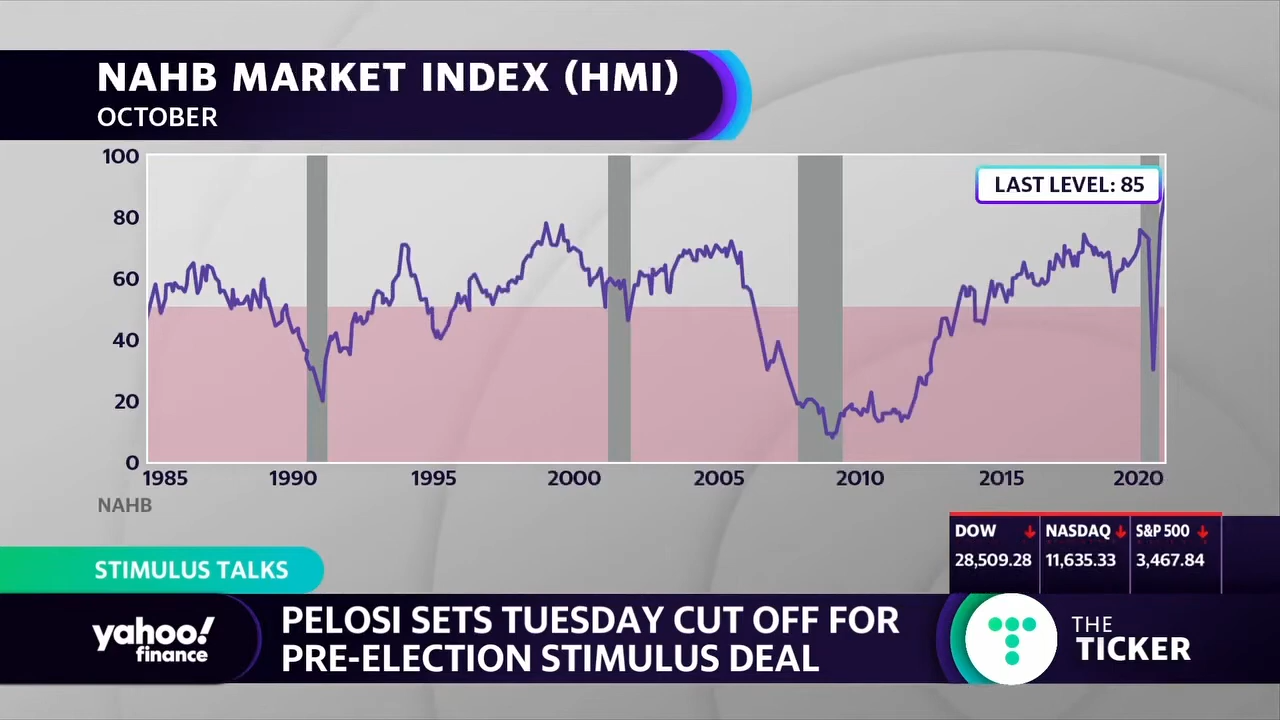 NAHB MARKET INDEX (HMI)
OCTOBER
100
80
60
40
20
0
LAST LEVEL: 85
1985 1990 1995 2000 2005 2010 2015 2020
NAHB
DOW NASDAQ S&P 500
28,509.28 11,635.33 3,467.84
STIMULUS TALKS
yahoo!
finance
PELOSI SETS TUESDAY CUT OFF FOR
PRE-ELECTION STIMULUS DEAL
THE
TICKER